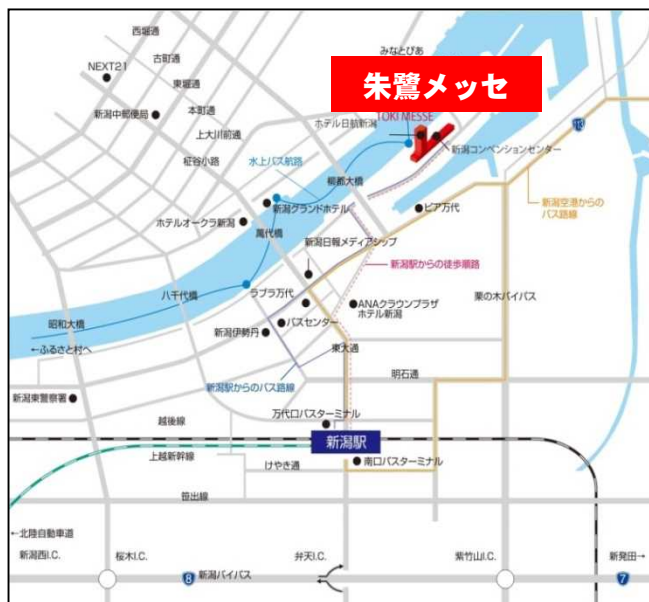 西堀通
古町通
NEXT21
東堀通
みなとぴあ
朱鷺メッセ
新潟中郵便局
本町通
上大川前通
TOKI MESSE
ホテル日航新潟
113
新潟コンベンションセンター
柾谷小路
水上バス航路
柳都大橋
新潟空港からの
バス路線
新潟グランドホテル
ピア万代
ホテルオークラ新潟
萬代橋
新潟日報メディアシップ
新潟駅からの徒歩順路
八千代橋
ラブラ万代
栗の木バイパス
ANAクラウンプラザ
ホテル新潟
昭和大橋
バスセンター
新潟伊勢丹
←ふるさと村へ
東大通
明石通
新潟駅からのバス路線
新潟東警察署
万代口バスターミナル
越後線
新潟駅
上越新幹線
けやき通
南口バスターミナル
笹出線
←北陸自動車道
新潟西I.C.
桜木I.C.
弁天I.C.
紫竹山I.C.
新発田→
8
新潟バイパス
7